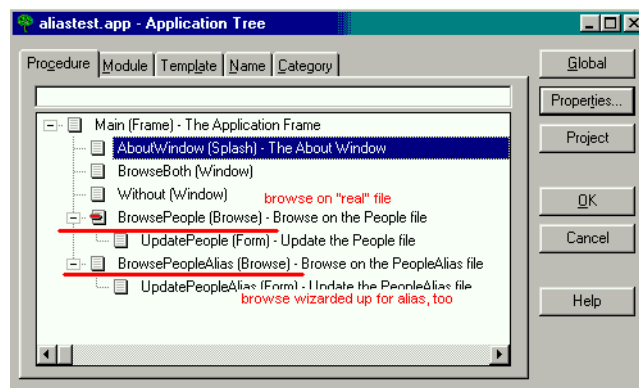 aliastest.app - Application Tree
Procedure Module Template Name Category
Global
Properties...
Project
OK
Cancel
Help
Main (Frame) - The Application Frame
AboutWindow (Splash) - The About Window
BrowseBoth (Window)
Without (Window)
browse on "real" file
BrowsePeople (Browse) - Browse on the People file
UpdatePeople (Form) - Update the People file
BrowsePeopleAlias (Browse) - Browse on the PeopleAlias file
UpdatePeopleAlias (Form) - Update the PeopleAlias file
browse wizarded up for alias, too